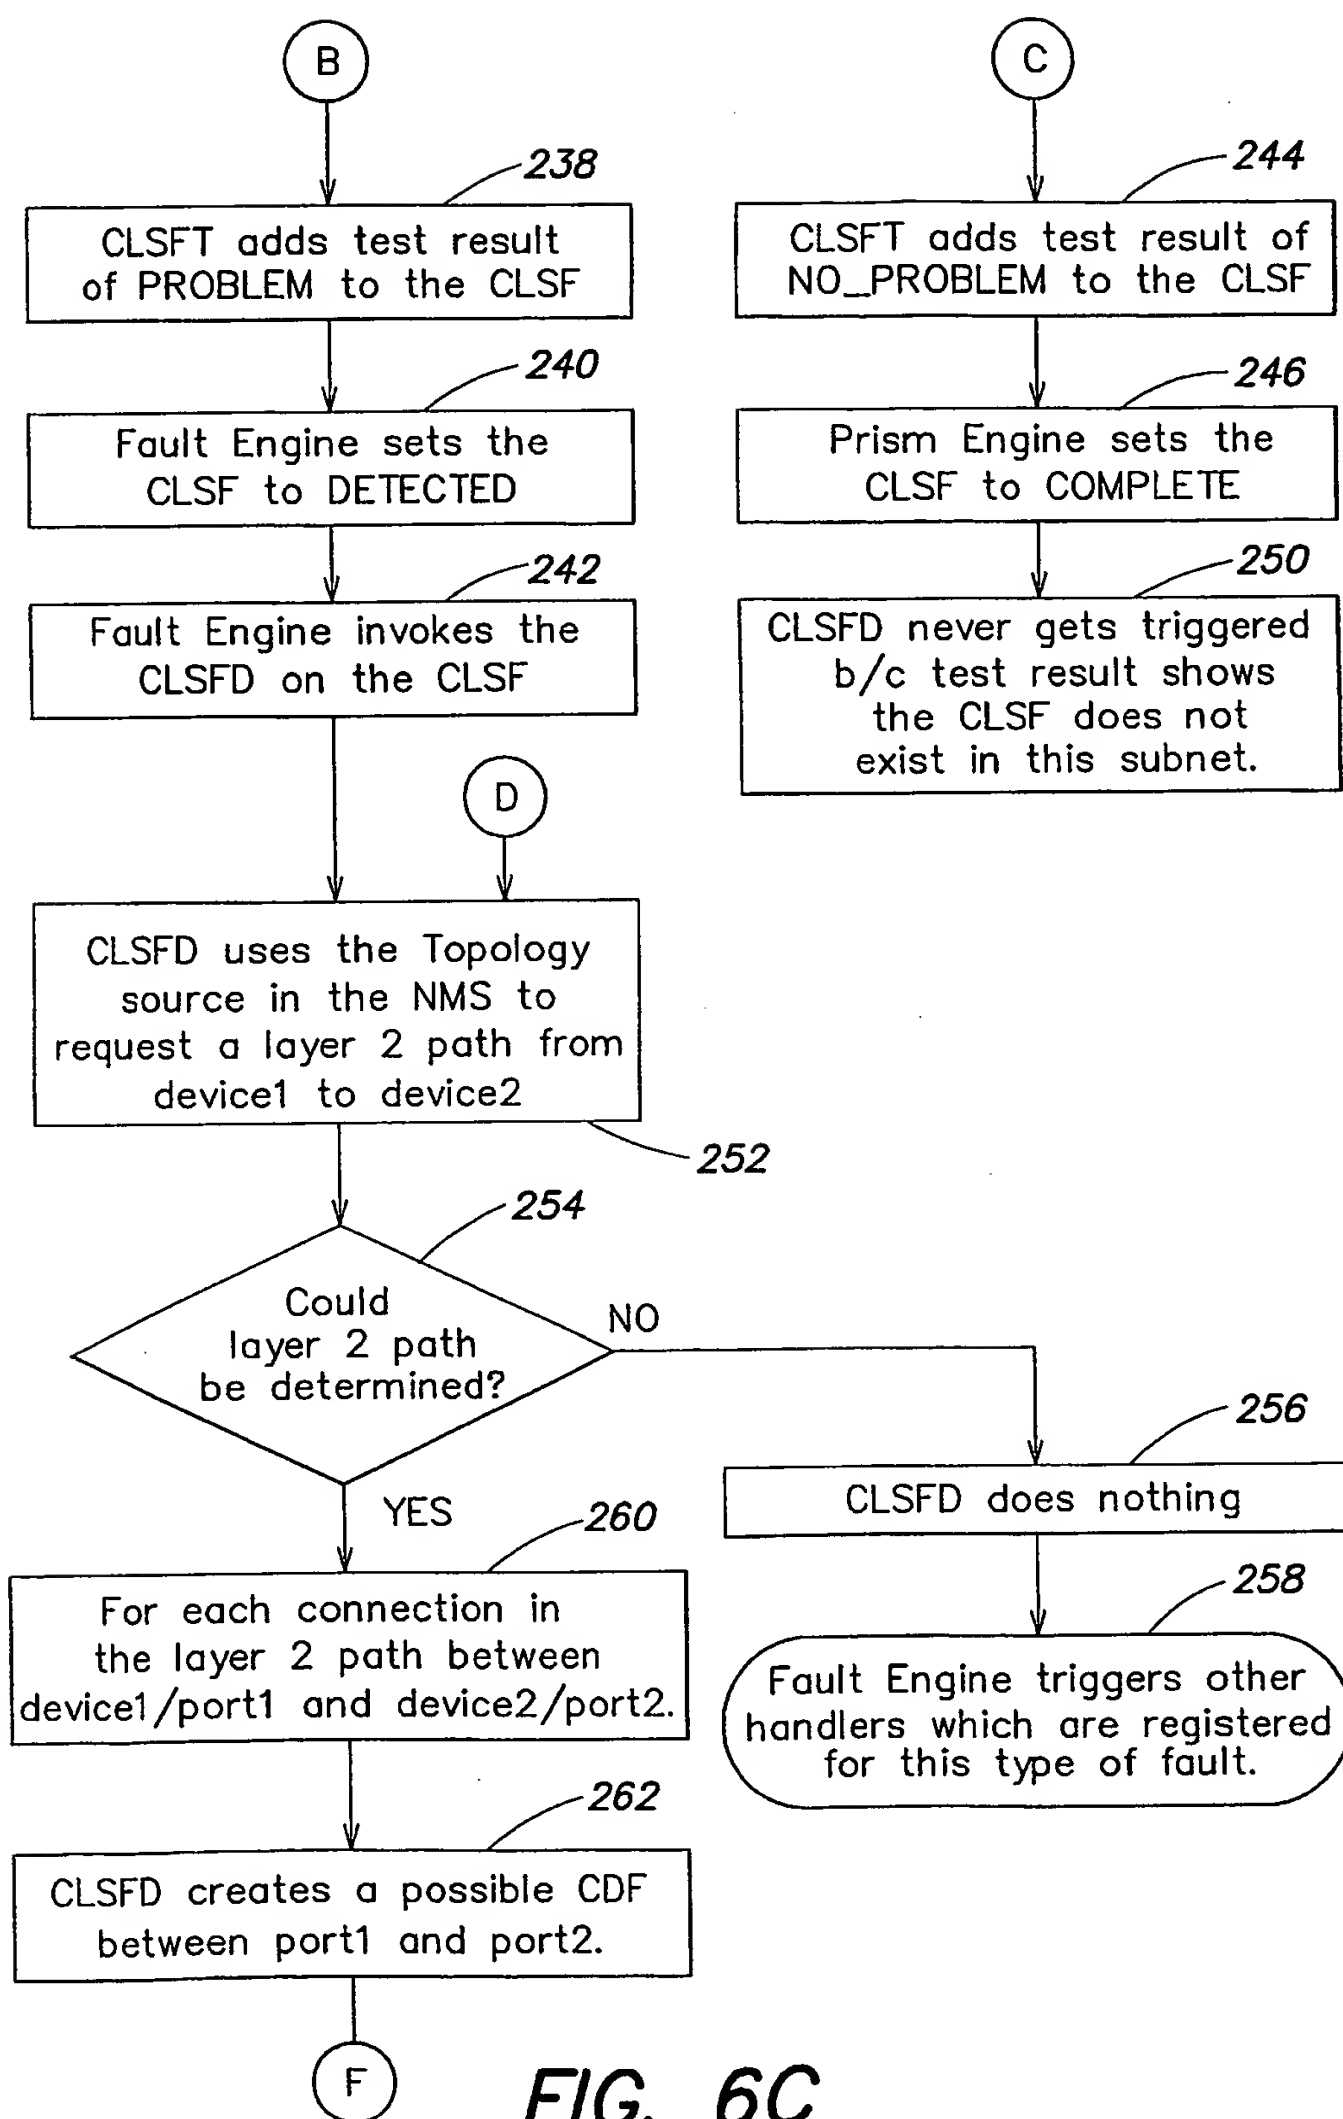 B
238
CLSFT adds test result
of PROBLEM to the CLSF
240
Fault Engine sets the
CLSF to DETECTED
242
Fault Engine invokes the
CLSFD on the CLSF
D
CLSFD uses the Topology
source in the NMS to
request a layer 2 path from
device1 to device2
252
254
Could
layer 2 path
be determined?
NO
YES
260
For each connection in
the layer 2 path between
device1/port1 and device2/port2.
262
CLSFD creates a possible CDF
between port1 and port2.
F
C
244
CLSFT adds test result of
NO_PROBLEM to the CLSF
246
Prism Engine sets the
CLSF to COMPLETE
250
CLSFD never gets triggered
b/c test result shows
the CLSF does not
exist in this subnet.
256
CLSFD does nothing
258
Fault Engine triggers other
handlers which are registered
for this type of fault.
FIG. 6C